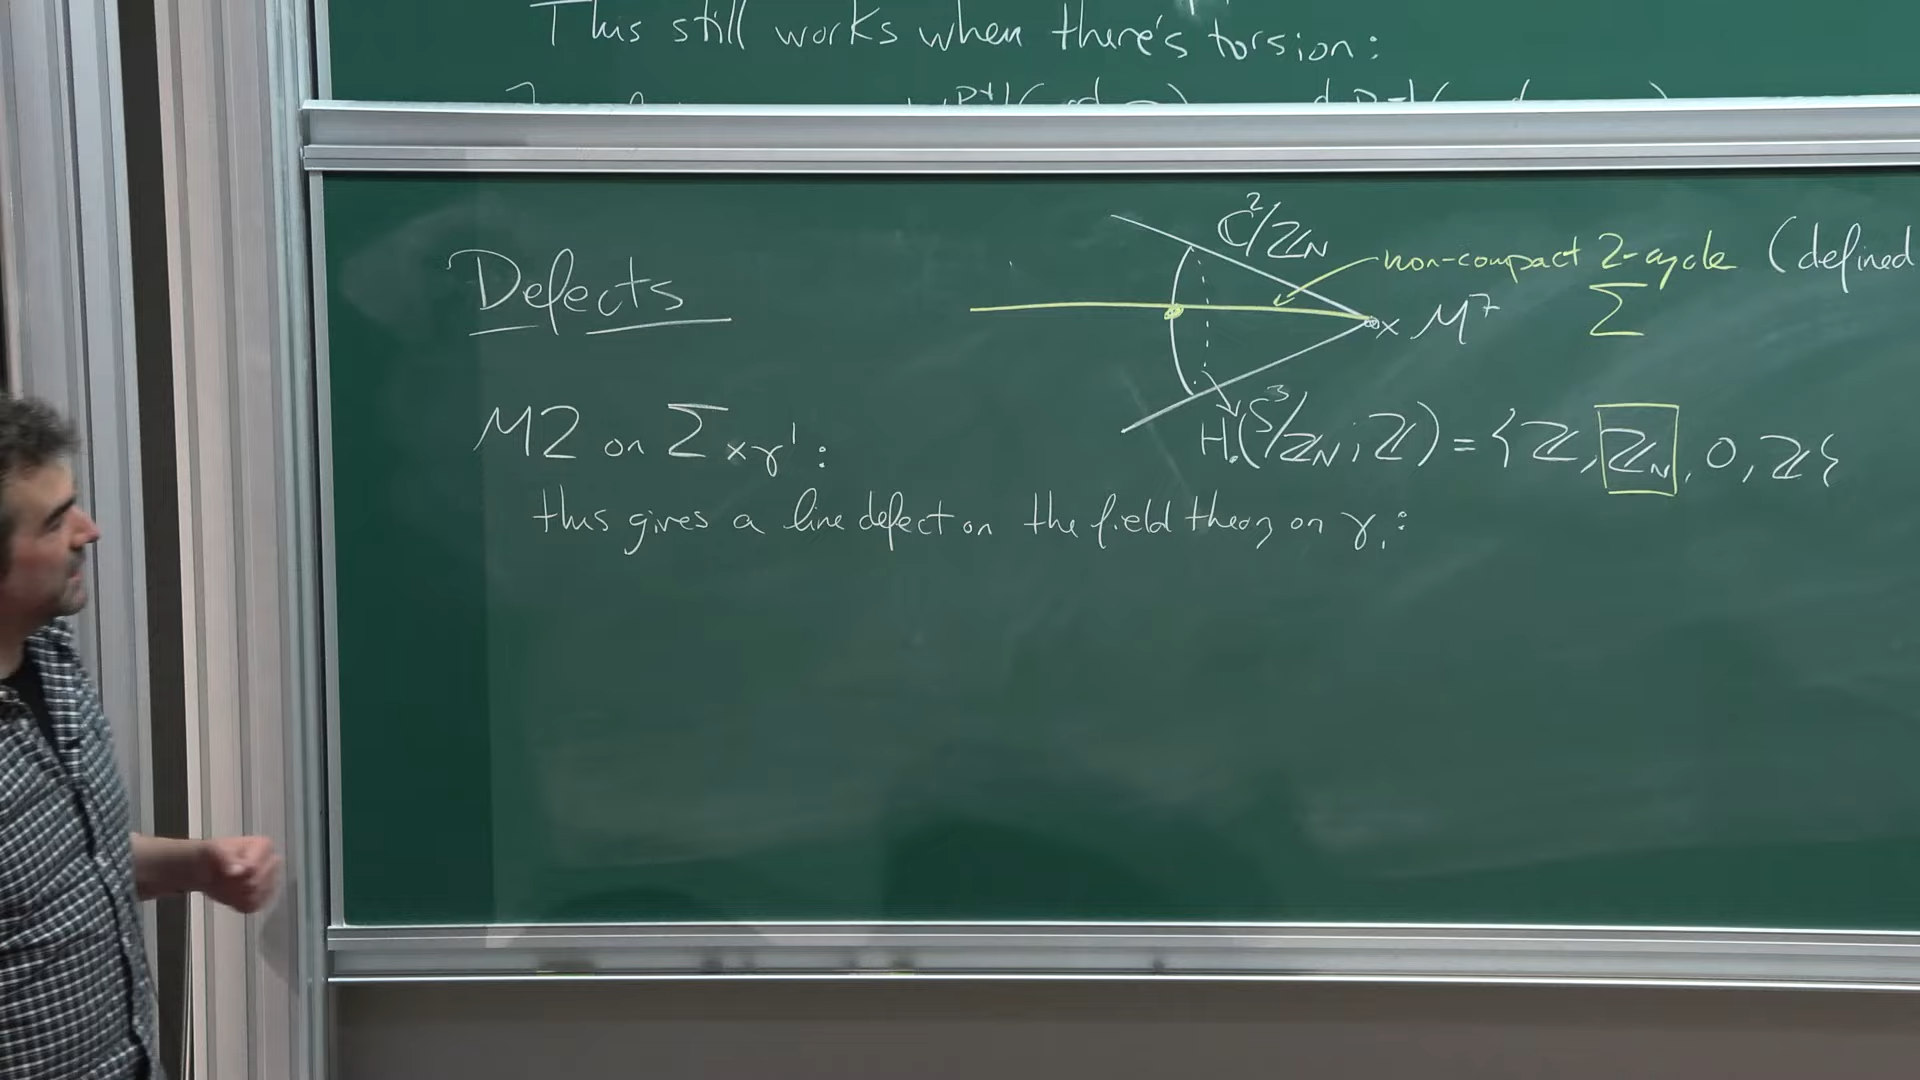 This still works when there's torsion:
Defects
ℂ²/ℤ_N
non-compact 2-cycle (defined
× M⁷ Σ
M2 on Σ × γ¹:
H.(S³/ℤ_N; ℤ) = {ℤ, ℤ_N, 0, ℤ}
this gives a line defect on the field theory on γ₁: